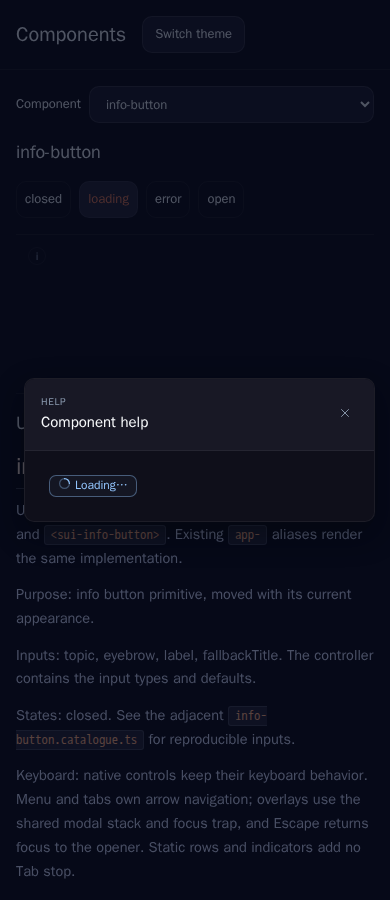 Components
Switch theme
Component
info-button
info-button
closed
loading
error
open
i
HELP
Component help
Loading···
and <sui-info-button>. Existing app- aliases render
the same implementation.
Purpose: info button primitive, moved with its current
appearance.
Inputs: topic, eyebrow, label, fallbackTitle. The controller
contains the input types and defaults.
States: closed. See the adjacent info-
button.catalogue.ts for reproducible inputs.
Keyboard: native controls keep their keyboard behavior.
Menu and tabs own arrow navigation; overlays use the
shared modal stack and focus trap, and Escape returns
focus to the opener. Static rows and indicators add no
Tab stop.